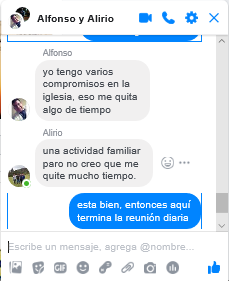 Alfonso y Alirio
Alfonso
yo tengo varios
compromisos en la
iglesia, eso me quita
algo de tiempo
Alirio
una actividad familiar
paro no creo que me
quite mucho tiempo.
esta bien, entonces aquí
termina la reunión diaria
Escribe un mensaje, agrega @nombre...
GIF